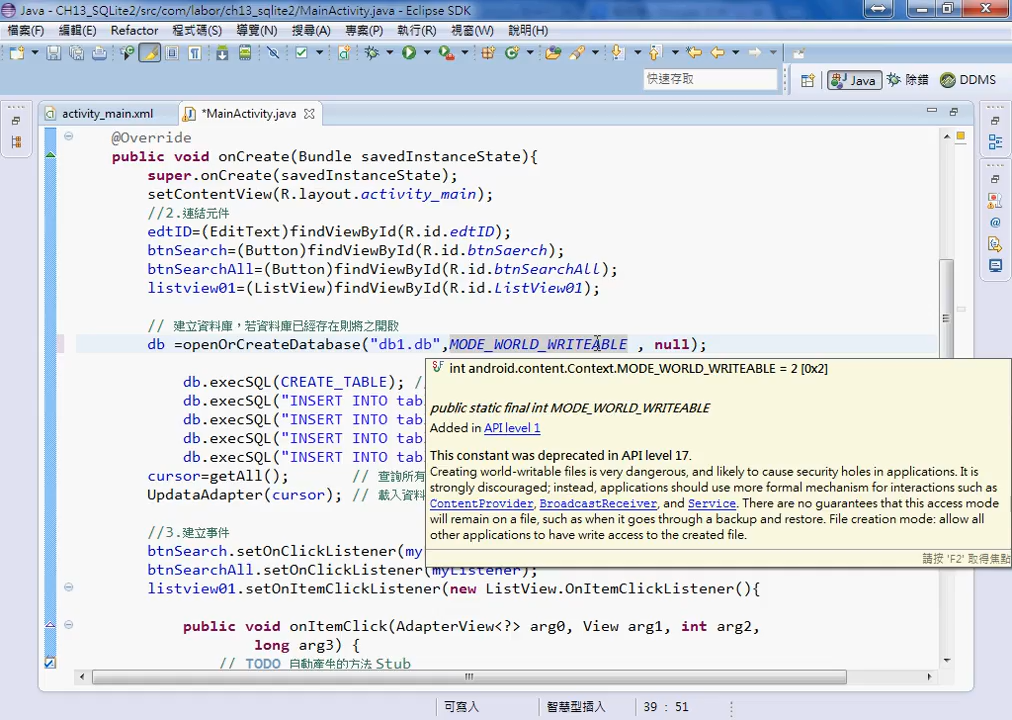 Java - CH13_SQLite2/src/com/labor/ch13_sqlite2/MainActivity.java - Eclipse SDK
檔案(F) 編輯(E) Refactor 程式碼(S) 導覽(N) 搜尋(A) 專案(P) 執行(R) 視窗(W) 說明(H)
快速存取
Java 除錯 DDMS
activity_main.xml *MainActivity.java
@Override
public void onCreate(Bundle savedInstanceState){
super.onCreate(savedInstanceState);
setContentView(R.layout.activity_main);
//2.連結元件
edtID=(EditText)findViewById(R.id.edtID);
btnSearch=(Button)findViewById(R.id.btnSaerch);
btnSearchAll=(Button)findViewById(R.id.btnSearchAll);
listview01=(ListView)findViewById(R.id.ListView01);
// 建立資料庫，若資料庫已經存在則將之開啟
db =openOrCreateDatabase("db1.db",MODE_WORLD_WRITEABLE , null);
int android.content.Context.MODE_WORLD_WRITEABLE = 2 [0x2]
public static final int MODE_WORLD_WRITEABLE
Added in API level 1
This constant was deprecated in API level 17.
Creating world-writable files is very dangerous, and likely to cause security holes in applications. It is
strongly discouraged; instead, applications should use more formal mechanism for interactions such as
ContentProvider, BroadcastReceiver, and Service. There are no guarantees that this access mode
will remain on a file, such as when it goes through a backup and restore. File creation mode: allow all
other applications to have write access to the created file.
請按 'F2' 取得焦點
db.execSQL(CREATE_TABLE); //
db.execSQL("INSERT INTO tab
db.execSQL("INSERT INTO tab
db.execSQL("INSERT INTO tab
db.execSQL("INSERT INTO tab
cursor=getAll(); // 查詢所有
UpdataAdapter(cursor); // 載入資料
//3.建立事件
btnSearch.setOnClickListener(my
btnSearchAll.setOnClickListener(myListener);
listview01.setOnItemClickListener(new ListView.OnItemClickListener(){
public void onItemClick(AdapterView<?> arg0, View arg1, int arg2,
long arg3) {
// TODO 自動產生的方法 Stub
可寫入 智慧型插入 39 : 51